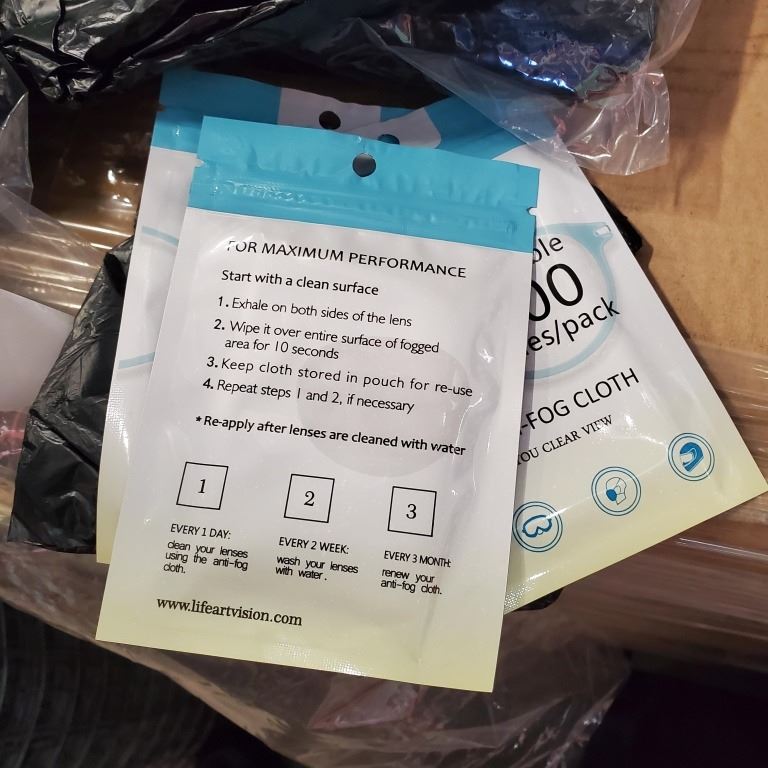 FOR MAXIMUM PERFORMANCE
Start with a clean surface
1. Exhale on both sides of the lens
2. Wipe it over entire surface of fogged
area for 10 seconds
3. Keep cloth stored in pouch for re-use
4. Repeat steps 1 and 2, if necessary
*Re-apply after lenses are cleaned with water
1
2
3
EVERY 1 DAY:
clean your lenses
using the anti-fog
cloth.
EVERY 2 WEEK:
wash your lenses
with water.
EVERY 3 MONTH:
renew your
anti-fog cloth.
www.lifeartvision.com
ble
00
es/pack
-FOG CLOTH
YOU CLEAR VIEW